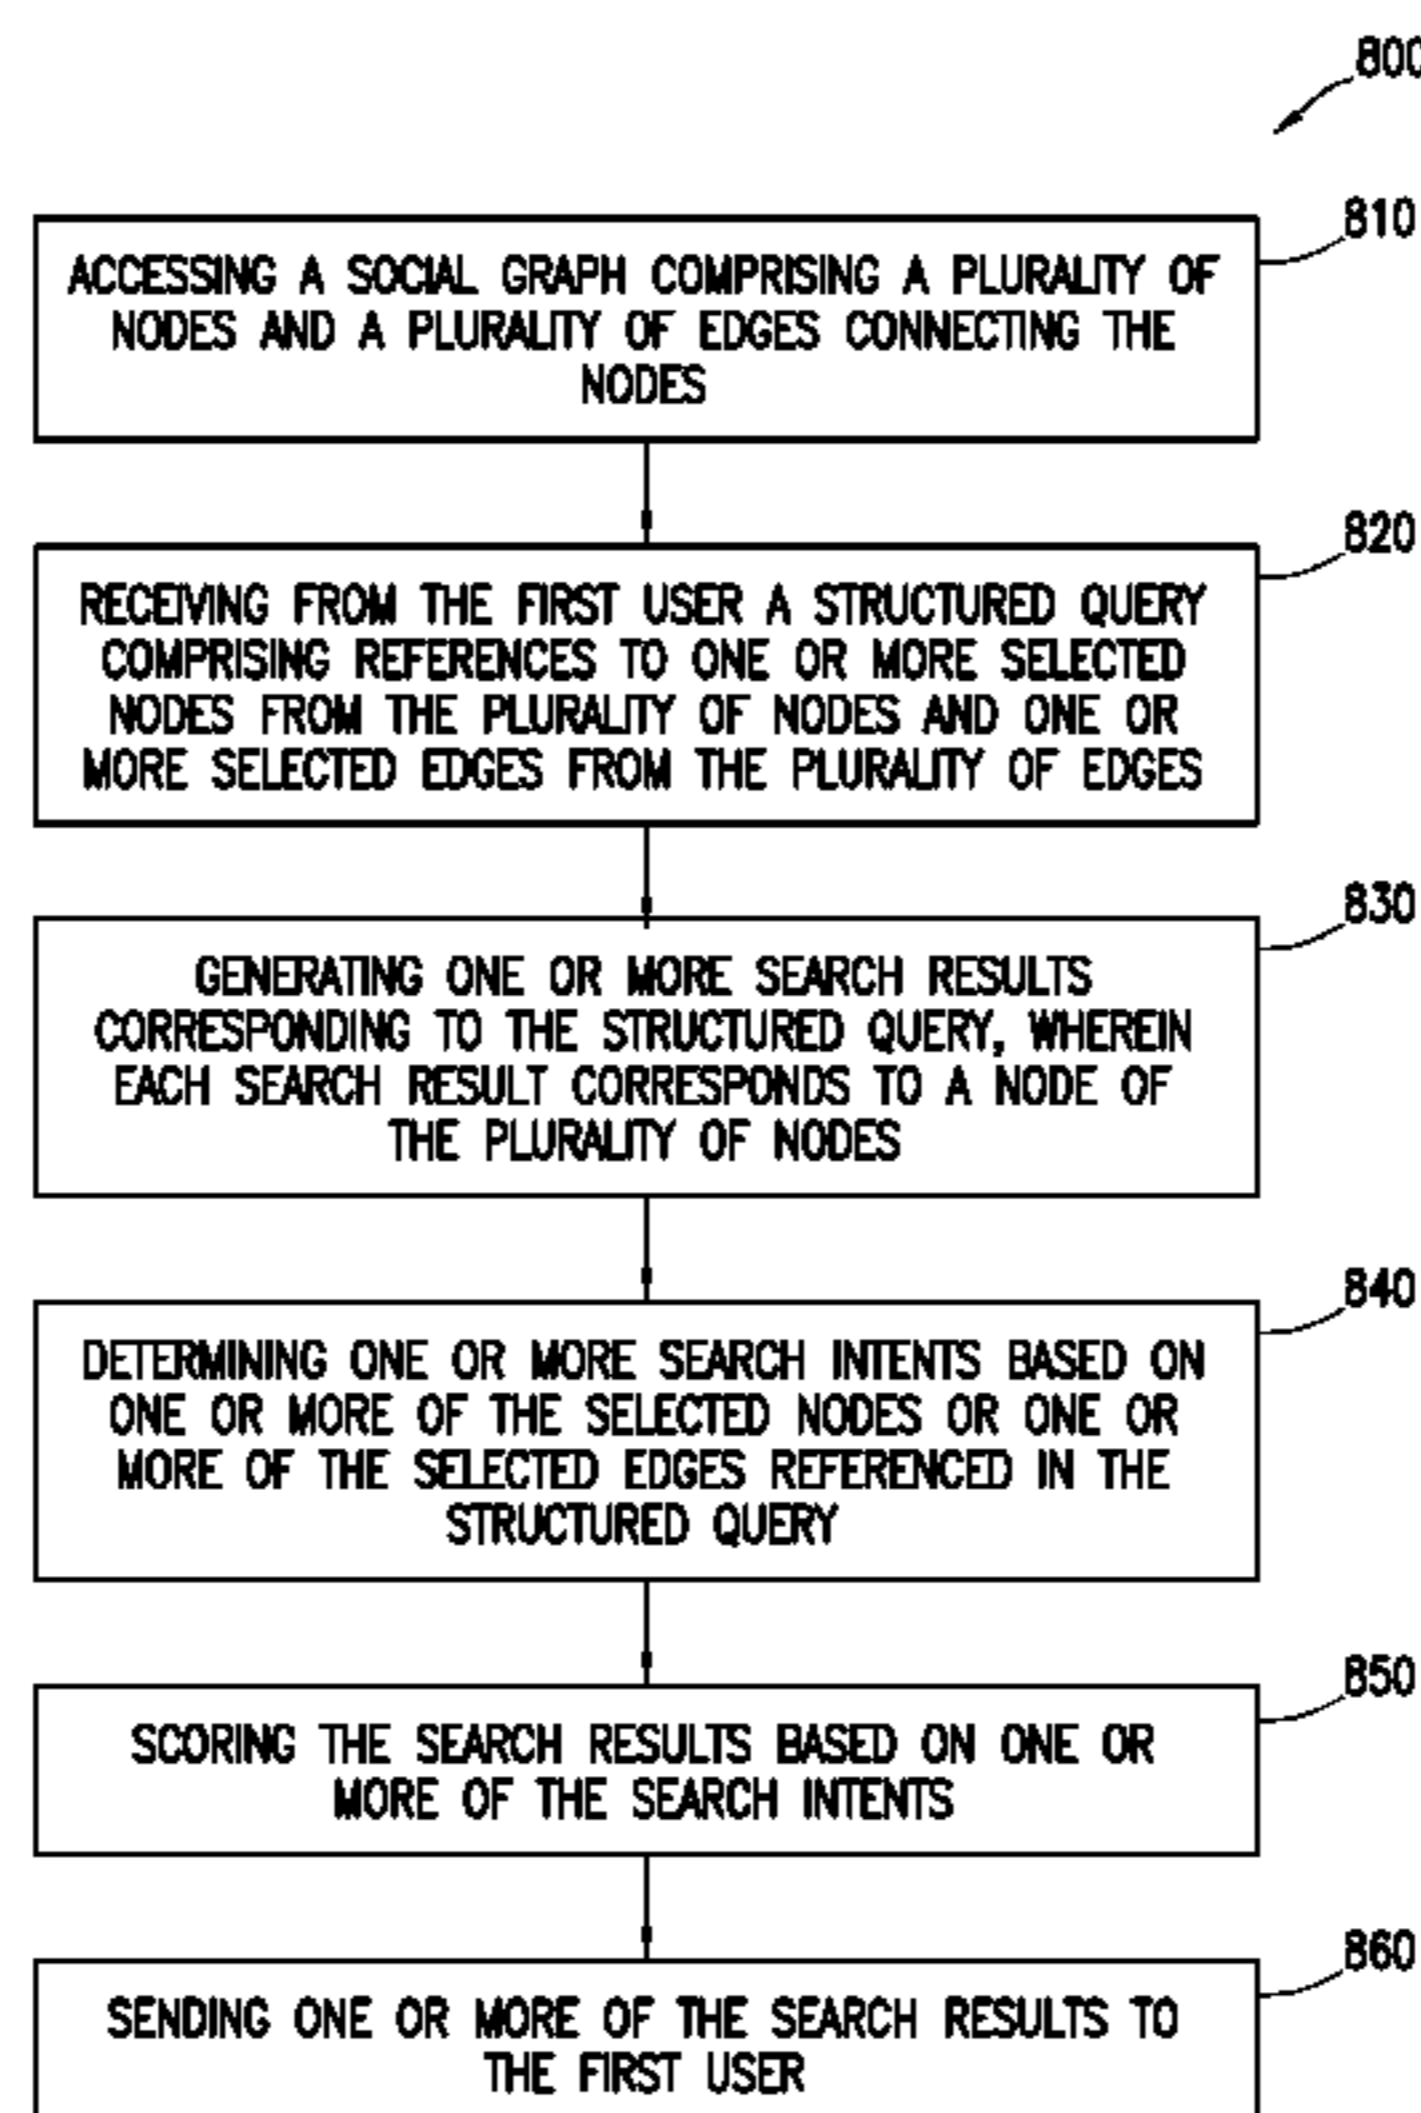 800
810
ACCESSING A SOCIAL GRAPH COMPRISING A PLURALITY OF
NODES AND A PLURALITY OF EDGES CONNECTING THE
NODES
820
RECEIVING FROM THE FIRST USER A STRUCTURED QUERY
COMPRISING REFERENCES TO ONE OR MORE SELECTED
NODES FROM THE PLURALITY OF NODES AND ONE OR
MORE SELECTED EDGES FROM THE PLURALITY OF EDGES
830
GENERATING ONE OR MORE SEARCH RESULTS
CORRESPONDING TO THE STRUCTURED QUERY, WHEREIN
EACH SEARCH RESULT CORRESPONDS TO A NODE OF
THE PLURALITY OF NODES
840
DETERMINING ONE OR MORE SEARCH INTENTS BASED ON
ONE OR MORE OF THE SELECTED NODES OR ONE OR
MORE OF THE SELECTED EDGES REFERENCED IN THE
STRUCTURED QUERY
850
SCORING THE SEARCH RESULTS BASED ON ONE OR
MORE OF THE SEARCH INTENTS
860
SENDING ONE OR MORE OF THE SEARCH RESULTS TO
THE FIRST USER